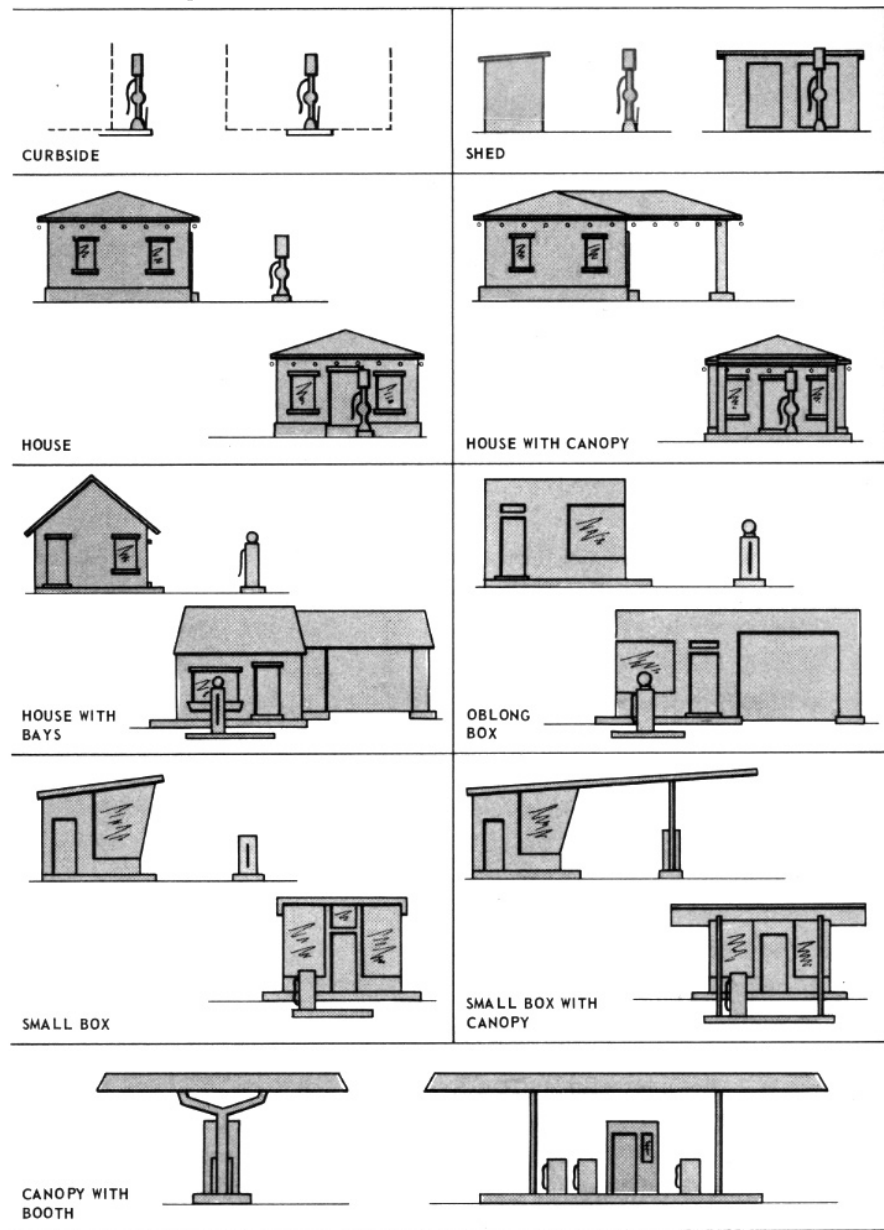 CURBSIDE
SHED
HOUSE
HOUSE WITH CANOPY
HOUSE WITH
BAYS
OBLONG
BOX
SMALL BOX
SMALL BOX WITH
CANOPY
CANOPY WITH
BOOTH